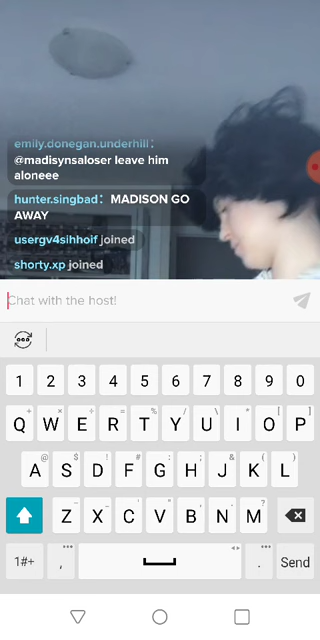 emily.donegan.underhill:
@madisynsaloser leave him
aloneee
hunter.singbad: MADISON GO
AWAY
usergv4sihhoif joined
shorty.xp joined
Chat with the host!
1 2 3 4 5 6 7 8 9 0
Q W E R T Y U I O P
A S D F G H J K L
Z X C V B N M
1#+ , . Send